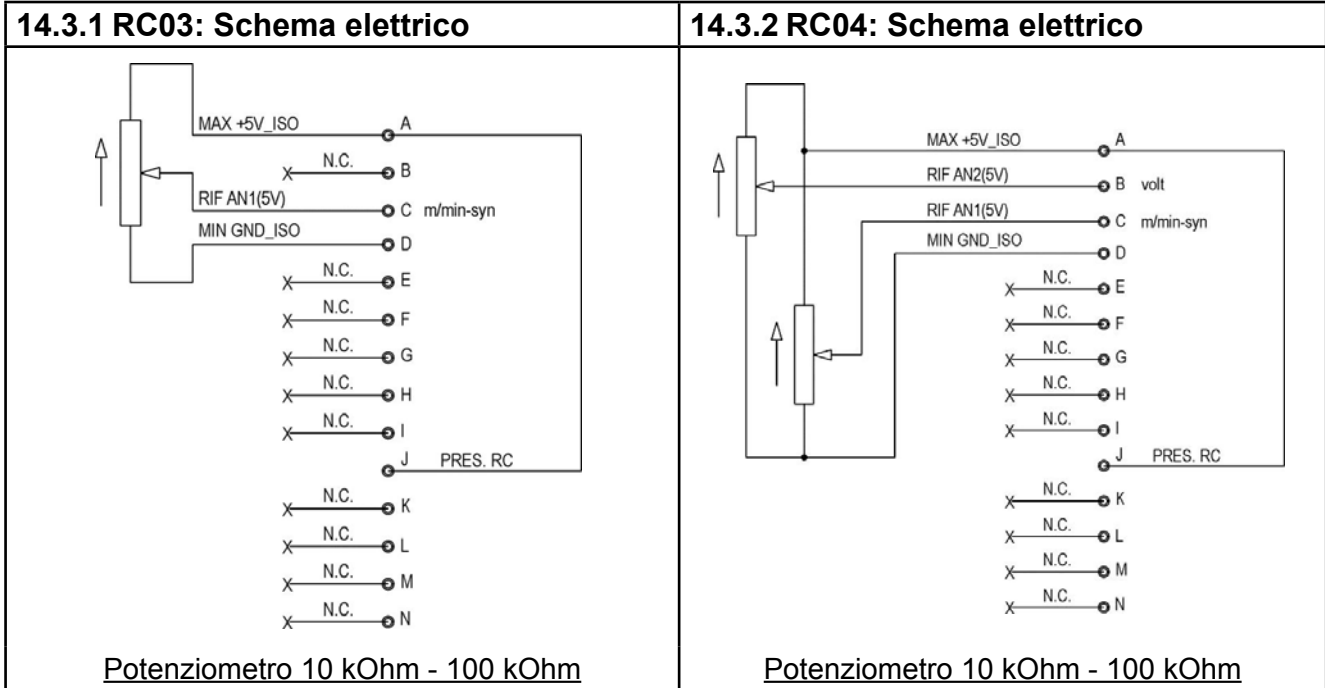 14.3.1 RC03: Schema elettrico
MAX +5V_ISO A
N.C. B
RIF AN1(5V) C m/min-syn
MIN GND_ISO D
N.C. E
X N.C. F
X N.C. G
X N.C. H
X N.C. I
J PRES. RC
X N.C. K
X N.C. L
X N.C. M
X N.C. N
Potenziometro 10 kOhm - 100 kOhm
14.3.2 RC04: Schema elettrico
MAX +5V_ISO A
RIF AN2(5V) B volt
RIF AN1(5V) C m/min-syn
MIN GND_ISO D
X N.C. E
X N.C. F
X N.C. G
X N.C. H
X N.C. I
J PRES. RC
X N.C. K
X N.C. L
X N.C. M
X N.C. N
Potenziometro 10 kOhm - 100 kOhm